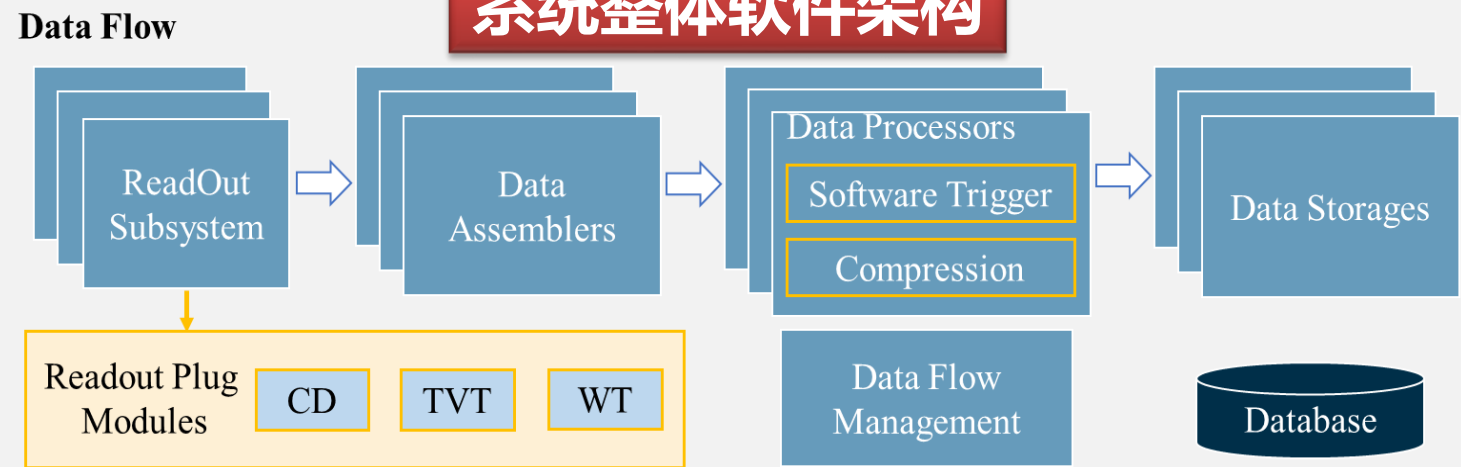 系统整体软件架构
Data Flow
ReadOut
Subsystem
Data
Assemblers
Data Processors
Software Trigger
Compression
Data Storages
Readout Plug
Modules
CD
TVT
WT
Data Flow
Management
Database